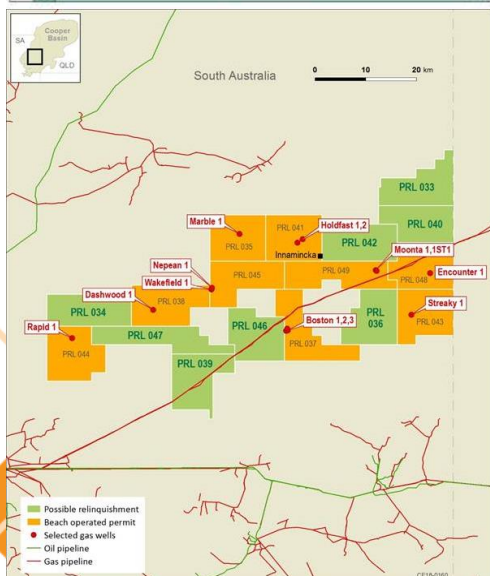 SA
Cooper
Basin
QLD
South Australia
0 10 20 km
PRL 033
PRL 040
Marble 1
PRL 041
Holdfast 1,2
PRL 035
PRL 042
Moonta 1,1ST1
Innamincka
Nepean 1
PRL 045
PRL 049
PRL 048
Encounter 1
Wakefield 1
Dashwood 1
PRL 038
Streaky 1
PRL 034
Boston 1,2,3
Rapid 1
PRL 046
PRL
036
PRL 043
PRL 047
PRL 044
PRL 037
PRL
039
Possible relinquishment
Beach operated permit
Selected gas wells
Oil pipeline
Gas pipeline